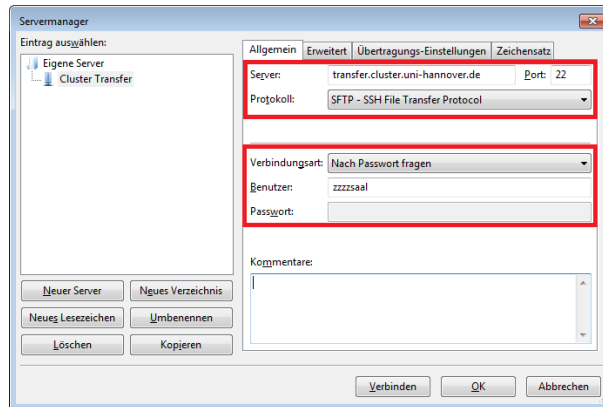 Servermanager
Eintrag auswählen:
Eigene Server
Cluster Transfer
Neuer Server Neues Verzeichnis
Neues Lesezeichen Umbenennen
Löschen Kopieren
Allgemein Erweitert Übertragungs-Einstellungen Zeichensatz
Server: transfer.cluster.uni-hannover.de Port: 22
Protokoll: SFTP - SSH File Transfer Protocol
Verbindungsart: Nach Passwort fragen
Benutzer: zzzzsaal
Passwort:
Kommentare:
Verbinden OK Abbrechen